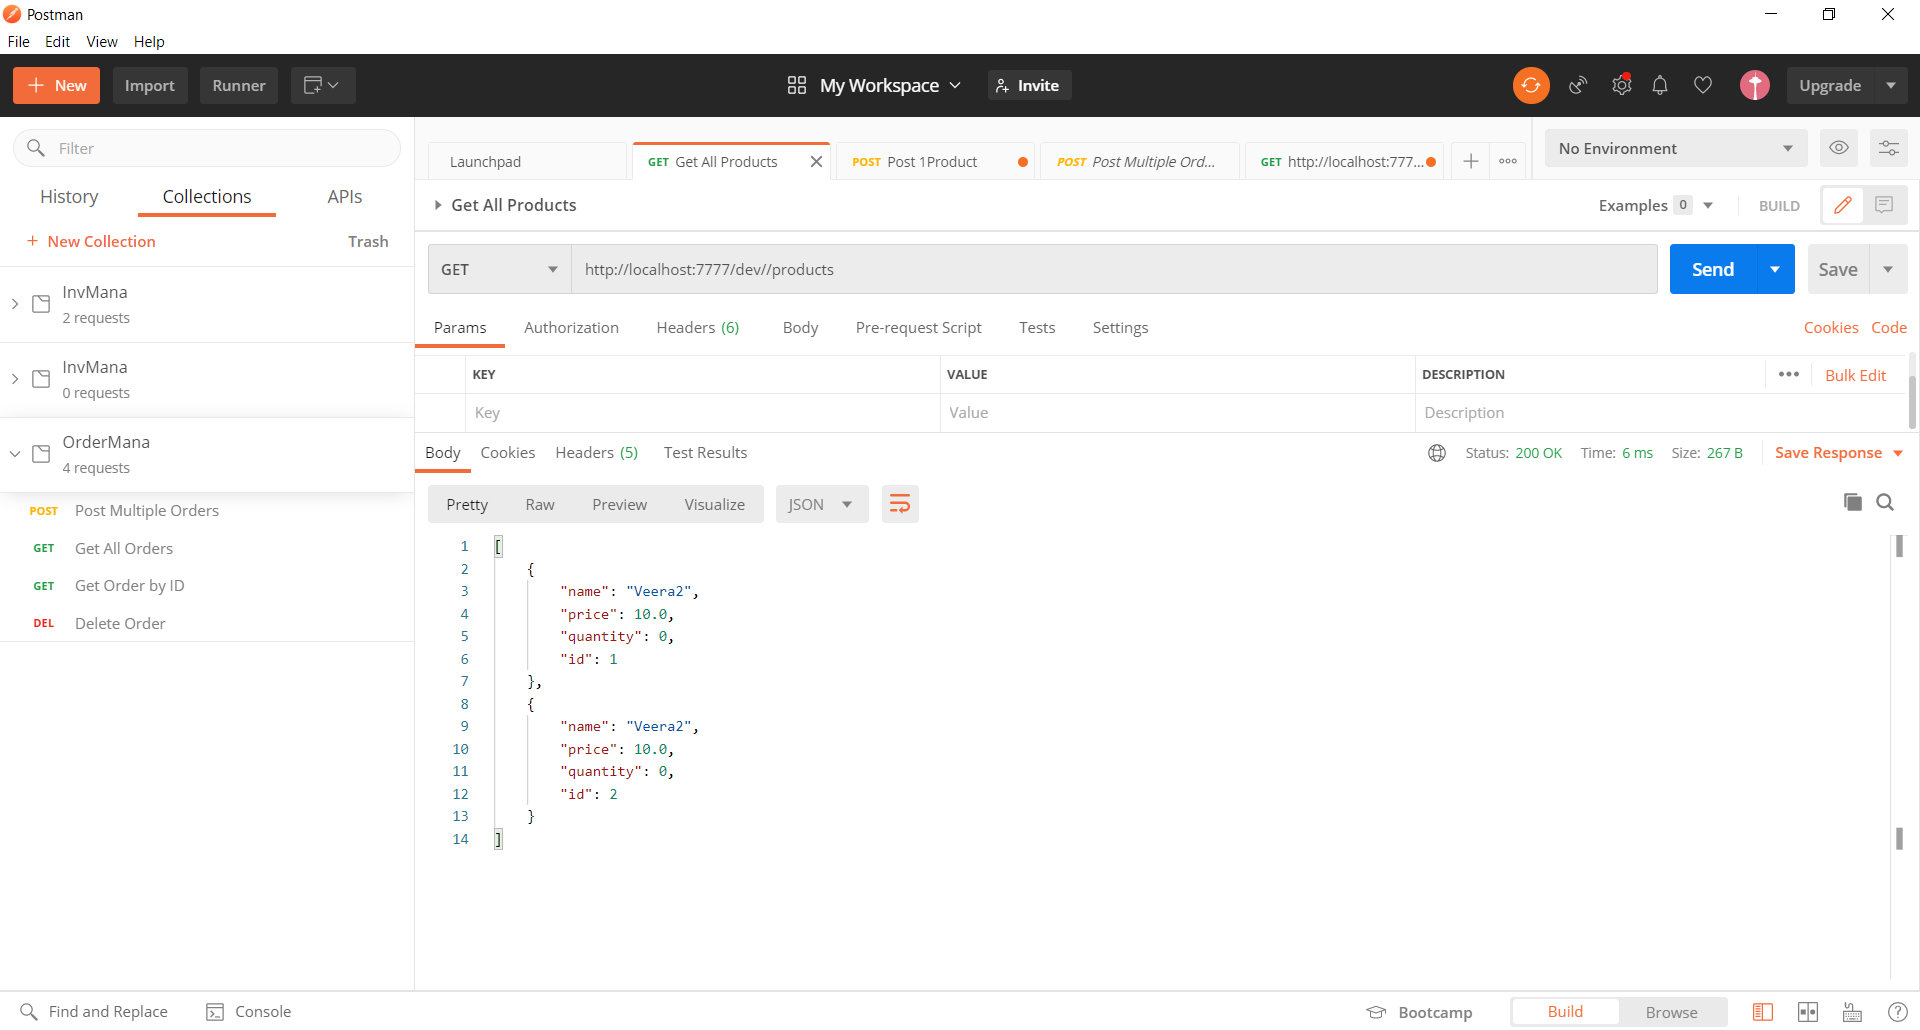 Postman
File Edit View Help
New Import Runner My Workspace Invite Upgrade
Filter
History Collections APIs
+ New Collection Trash
InvMana
2 requests
InvMana
0 requests
OrderMana
4 requests
POST Post Multiple Orders
GET Get All Orders
GET Get Order by ID
DEL Delete Order
Launchpad GET Get All Products POST Post 1Product POST Post Multiple Ord... GET http://localhost:777... No Environment
Get All Products Examples 0 BUILD
GET http://localhost:7777/dev//products Send Save
Params Authorization Headers (6) Body Pre-request Script Tests Settings Cookies Code
KEY VALUE DESCRIPTION Bulk Edit
Key Value Description
Body Cookies Headers (5) Test Results Status: 200 OK Time: 6 ms Size: 267 B Save Response
Pretty Raw Preview Visualize JSON
1 [
2 {
3 "name": "Veera2",
4 "price": 10.0,
5 "quantity": 0,
6 "id": 1
7 },
8 {
9 "name": "Veera2",
10 "price": 10.0,
11 "quantity": 0,
12 "id": 2
13 }
14 ]
Find and Replace Console Bootcamp Build Browse